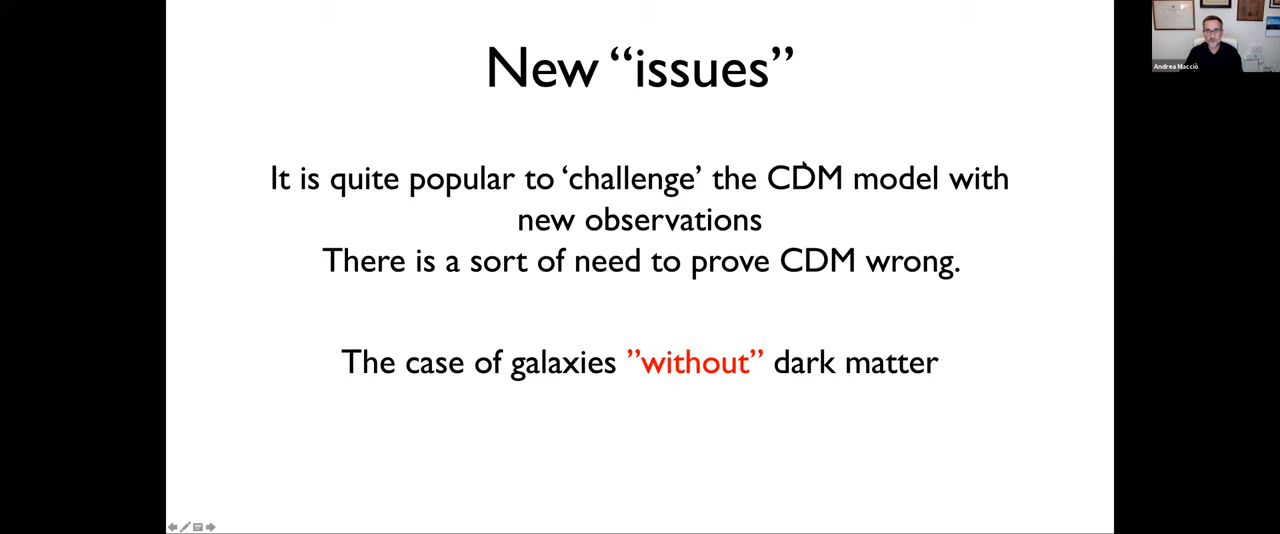 New “issues”
Andrea Macciò
It is quite popular to ‘challenge’ the CDM model with
new observations
There is a sort of need to prove CDM wrong.
The case of galaxies ”without” dark matter